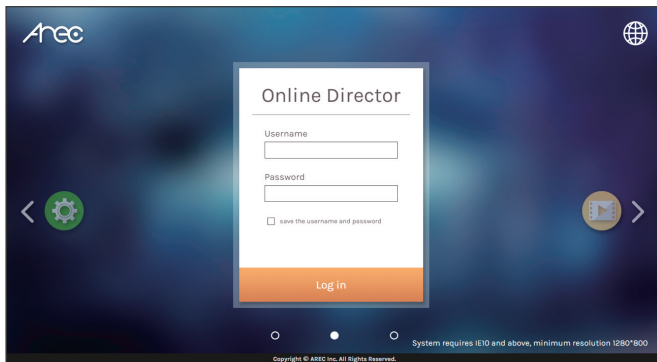 Arec
Online Director
Username
Password
save the username and password
Log in
System requires IE10 and above, minimum resolution 1280*800
Copyright © AREC Inc. All Rights Reserved.